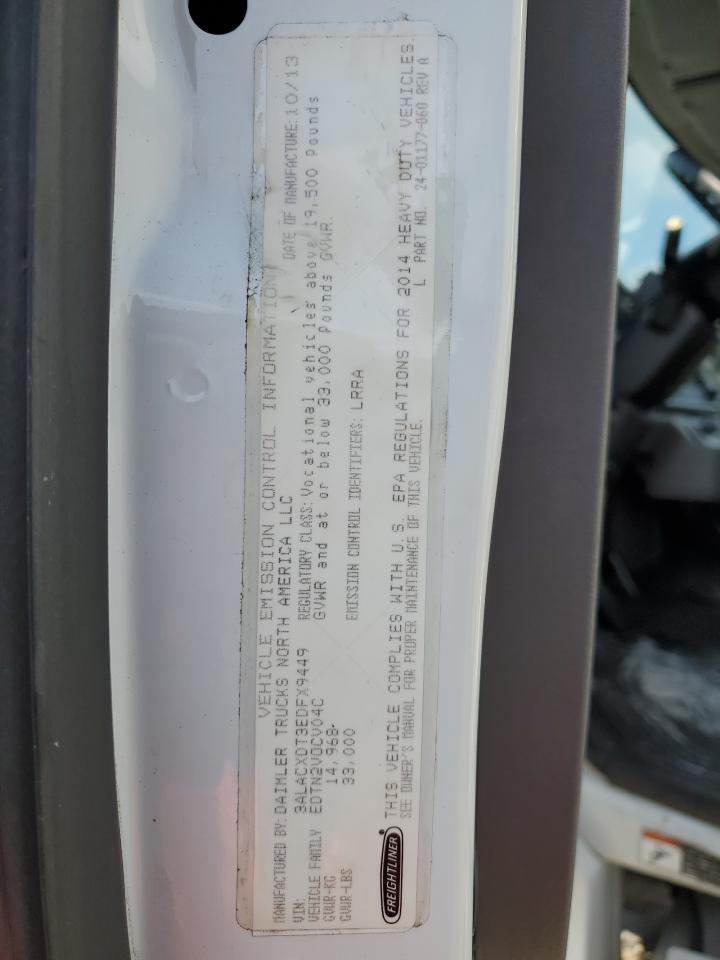 VEHICLE EMISSION CONTROL INFORMATION
MANUFACTURED BY: DAIMLER TRUCKS NORTH AMERICA LLC DATE OF MANUFACTURE: 10/13
VIN: 3ALACXDT3EDFX9449 REGULATORY CLASS: Vocational vehicles above 19,500 Pounds
VEHICLE FAMILY EDTN2VOCV04C GVWR and at or below 33,000 Pounds GVWR.
GVWR-KG 14,968
GVWR-LBS 33,000 EMISSION CONTROL IDENTIFIERS: LRRA
FREIGHTLINER THIS VEHICLE COMPLIES WITH U.S. EPA REGULATIONS FOR 2014 HEAVY DUTY VEHICLES.
SEE OWNER'S MANUAL FOR PROPER MAINTENANCE OF THIS VEHICLE. L PART NO. 24-01177-060 REV A